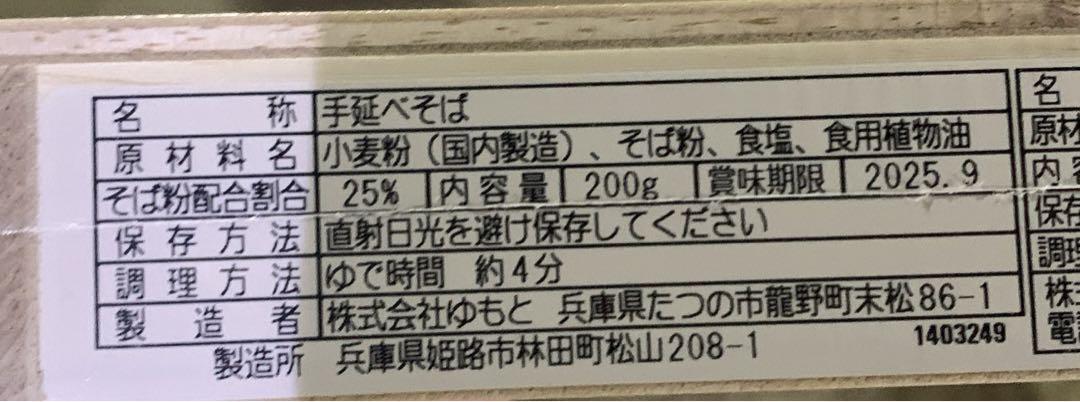 名称 手延べそば
原材料名 小麦粉（国内製造）、そば粉、食塩、食用植物油
そば粉配合割合 25% 内容量 200g 賞味期限 2025.9
保存方法 直射日光を避け保存してください
調理方法 ゆで時間 約4分
製造者 株式会社ゆもと 兵庫県たつの市龍野町末松86-1
製造所 兵庫県姫路市林田町松山208-1
1403249
名
原材
内容
保存
調理
株式
電話